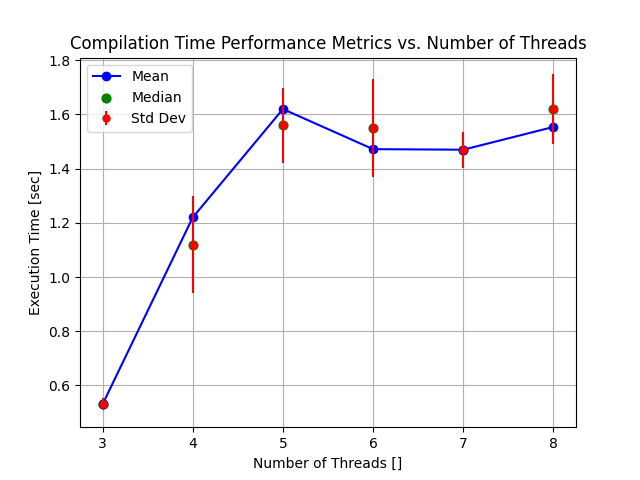 Compilation Time Performance Metrics vs. Number of Threads
Mean
Median
Std Dev
1.8
1.6
1.4
1.2
1.0
0.8
0.6
Execution Time [sec]
3 4 5 6 7 8
Number of Threads []